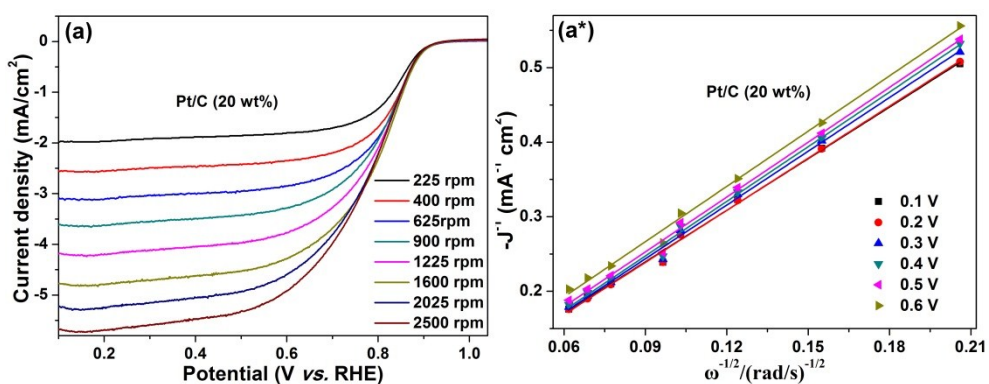 (a)
Pt/C (20 wt%)
225 rpm
400 rpm
625rpm
900 rpm
1225 rpm
1600 rpm
2025 rpm
2500 rpm
Current density (mA/cm²)
0
-1
-2
-3
-4
-5
0.2
0.4
0.6
0.8
1.0
Potential (V vs. RHE)
(a*)
Pt/C (20 wt%)
0.1 V
0.2 V
0.3 V
0.4 V
0.5 V
0.6 V
-J⁻¹ (mA⁻¹ cm²)
0.5
0.4
0.3
0.2
0.06
0.09
0.12
0.15
0.18
0.21
ω⁻¹/²/(rad/s)⁻¹/²